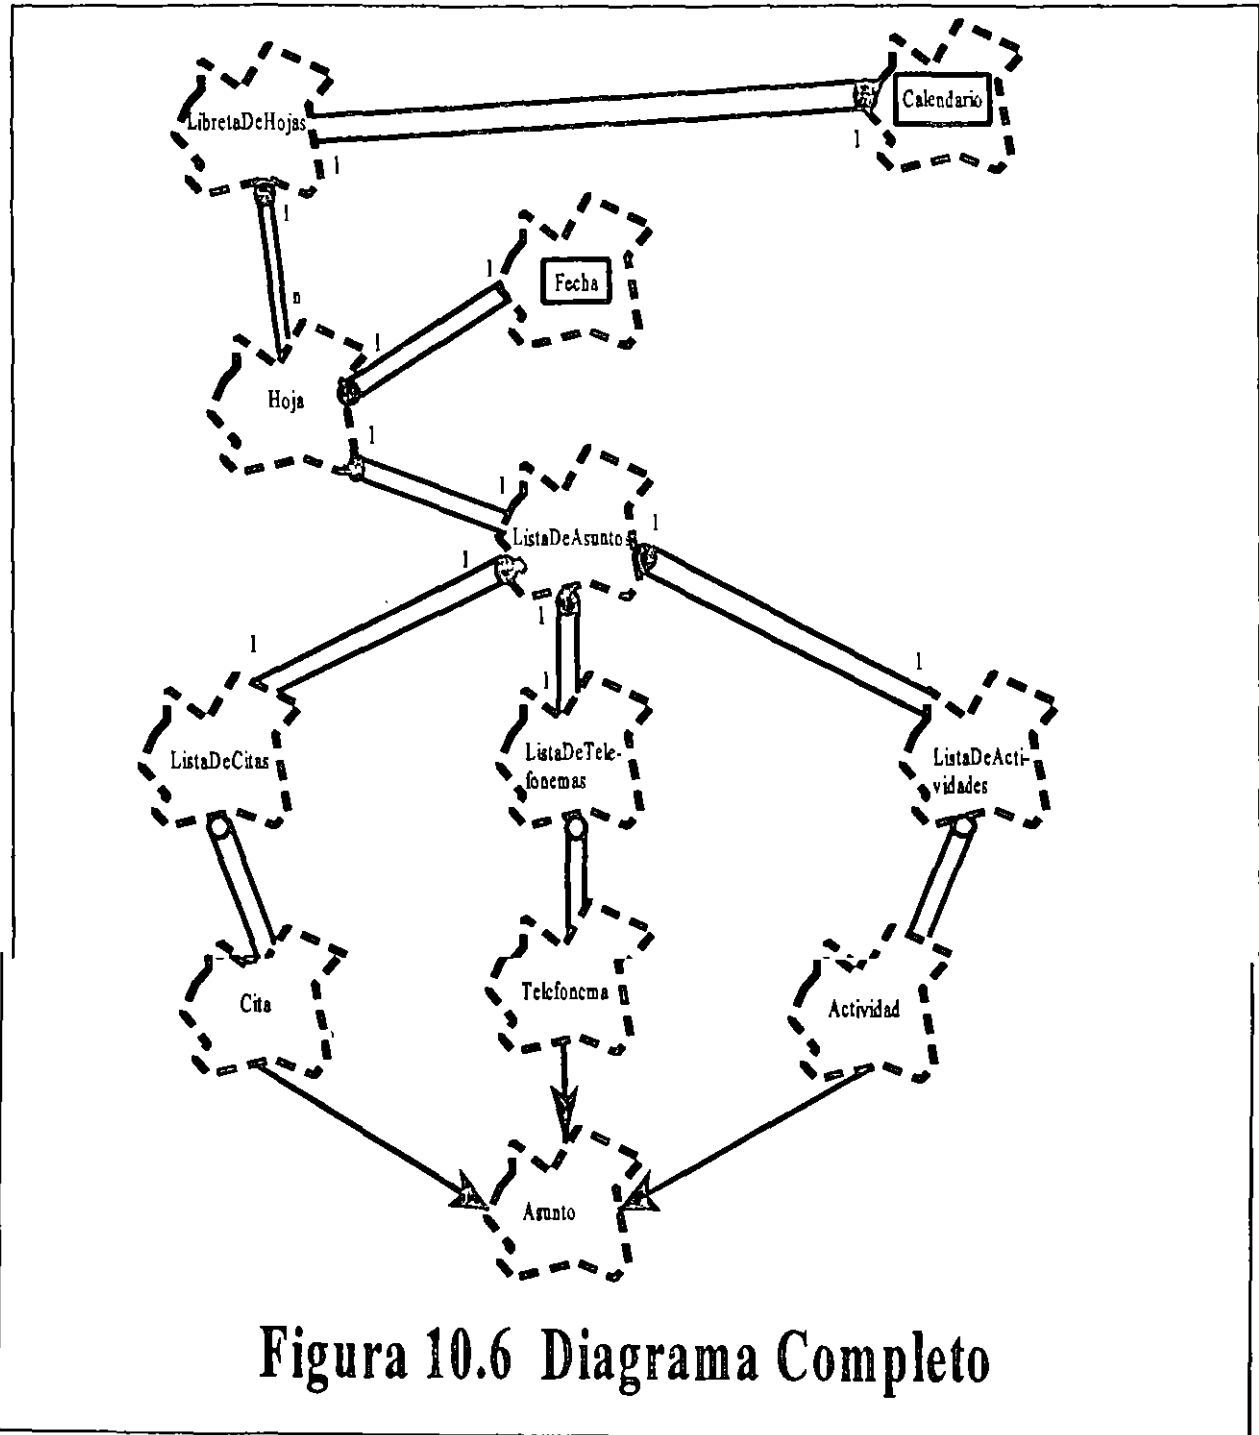 LibretaDeHojas
Calendario
1
1
1
n
Fecha
1
1
Hoja
1
1
ListaDeAsuntos
1
1
1
1
1
1
ListaDeCitas
ListaDeTele-
fonemas
ListaDeActi-
vidades
Cita
Telefonema
Actividad
Asunto
Figura 10.6 Diagrama Completo